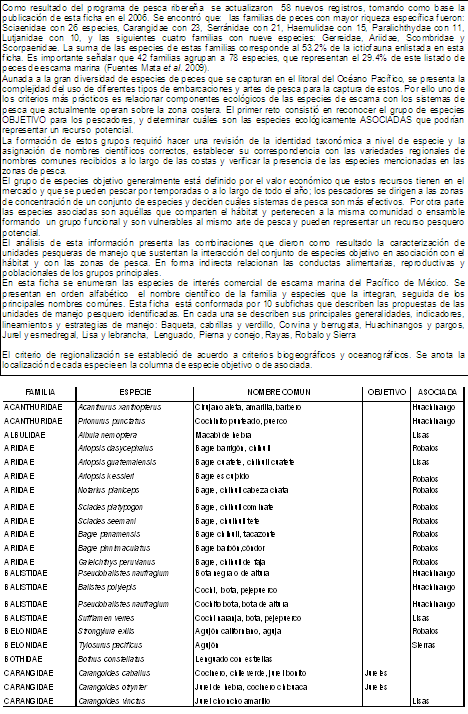 Como resultado del programa de pesca ribereña se actualizaron 58 nuevos registros, tomando como base la
publicación de esta ficha en el 2006. Se encontró que: las familias de peces con mayor riqueza específica fueron:
Sciaenidae con 26 especies, Carangidae con 23, Serránidae con 21, Haemulidae con 15, Paralichthyidae con 11,
Lutjanidae con 10, y las siguientes cuatro familias con nueve especies: Gerreidae, Ariidae, Scombridae y
Scorpaenidae. La suma de las especies de estas familias corresponde al 53.2% de la ictiofauna enlistada en esta
ficha. Es importante señalar que 42 familias agrupan a 78 especies, que representan el 29.4% de este listado de
peces de escama marina (Fuentes Mata et al. 2009).
Aunada a la gran diversidad de especies de peces que se capturan en el litoral del Océano Pacífico, se presenta la
complejidad del uso de diferentes tipos de embarcaciones y artes de pesca para la captura de estos. Por ello uno de
los criterios más prácticos es relacionar componentes ecológicos de las especies de escama con los sistemas de
pesca que actualmente operan sobre la zona costera. El primer reto consistió en reconocer el grupo de especies
OBJETIVO para los pescadores, y determinar cuáles son las especies ecológicamente ASOCIADAS que podrían
representar un recurso potencial.
La formación de estos grupos requirió hacer una revisión de la identidad taxonómica a nivel de especie y la
asignación de nombres científicos correctos, establecer su correspondencia con las variedades regionales de
nombres comunes recibidos a lo largo de las costas y verificar la presencia de las especies mencionadas en las
zonas de pesca.
El grupo de especies objetivo generalmente está definido por el valor económico que estos recursos tienen en el
mercado y que se pueden pescar por temporadas o a lo largo de todo el año; los pescadores se dirigen a las zonas
de concentración de un conjunto de especies y deciden cuáles sistemas de pesca son más efectivos. Por otra parte
las especies asociadas son aquéllas que comparten el hábitat y pertenecen a la misma comunidad o ensamble
formando un grupo funcional y son vulnerables al mismo arte de pesca y pueden representar un recurso pesquero
potencial.
El análisis de esta información presenta las combinaciones que dieron como resultado la caracterización de
unidades pesqueras de manejo que sustentan la interacción del conjunto de especies objetivo en asociación con el
hábitat y con las zonas de pesca. En forma indirecta relacionan las conductas alimentarias, reproductivas y
poblacionales de los grupos principales.
En esta ficha se enumeran las especies de interés comercial de escama marina del Pacífico de México. Se
presentan en orden alfabético el nombre científico de la familia y especies que la integran, seguida de los
principales nombres comunes. Esta ficha está conformada por 10 subfichas que describen las propuestas de las
unidades de manejo pesquero identificadas. En cada una se describen sus principales generalidades, indicadores,
lineamientos y estrategias de manejo: Baqueta, cabrillas y verdillo, Corvina y berrugata, Huachinangos y pargos,
Jurel y esmedregal, Lisa y lebrancha, Lenguado, Pierna y conejo, Rayas, Robalo y Sierra
El criterio de regionalización se estableció de acuerdo a criterios biogeográficos y oceanográficos. Se anota la
localización de cada especie en la columna de especie objetivo o de asociada.
FAMILIA ESPECIE NOMBRE COMUN OBJETIVO ASOCIADA
ACANTHURIDAE Acanthurus xanthopterus Cirujano aleta, amarilla, barbero Huachinango
ACANTHURIDAE Prionurus punctatus Cochinito punteado, puerco Huachinango
ALBULIDAE Albula nemoptera Macabí de hebra Lisas
ARIIDAE Ariopsis dasycephalus Bagre barrigón, chihuil Robalos
ARIIDAE Ariopsis guatemalensis Bagre cuatete, chihuil cuatete Lisas
ARIIDAE Ariopsis kessleri Bagre esculpido Robalos
ARIIDAE Notarius planiceps Bagre, chihuil cabeza chata Robalos
ARIIDAE Sciades platypogon Bagre, chihuil cominate Robalos
ARIIDAE Sciades seemani Bagre, chihuil tete Robalos
ARIIDAE Bagre panamensis Bagre chihuil, tacazonte Robalos
ARIIDAE Bagre pinnimaculatus Bagre barbón, cóndor Robalos
ARIIDAE Galeichthys peruvianus Bagre, chihuil de faja Robalos
BALISTIDAE Pseudobalistes naufragium Bota negra o de altura Huachinango
BALISTIDAE Balistes polylepis Cochi, bota, pejepuerco Huachinango
BALISTIDAE Pseudobalistes naufragium Cochito bota, bota de altura Huachinango
BALISTIDAE Sufflamen verres Cochi naranja, bota, pejepuerco Lisas
BELONIDAE Strongylura exilis Agujón californiano, aguja Robalos
BELONIDAE Tylosurus pacificus Agujón Sierras
BOTHIDAE Bothus constellatus Lenguado con estrellas
CARANGIDAE Carangoides caballus Cochero, chile verde, jurel bonito Jureles
CARANGIDAE Carangoides otrynter Jurel de hebra, cochero chibnaca Jureles
CARANGIDAE Carangoides vinctus Jurel chocho amarillo Lisas